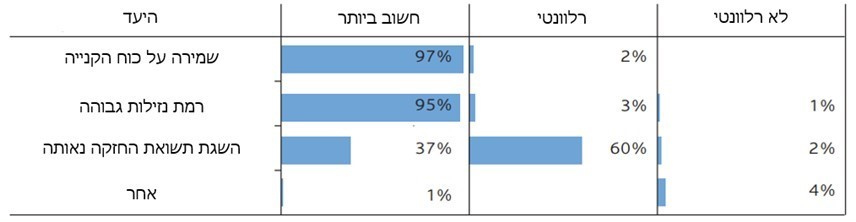 היעד חשוב ביותר רלוונטי לא רלוונטי
שמירה על כוח הקנייה 97% 2%
רמת נזילות גבוהה 95% 3% 1%
השגת תשואת החזקה נאותה 37% 60% 2%
אחר 1% 4%